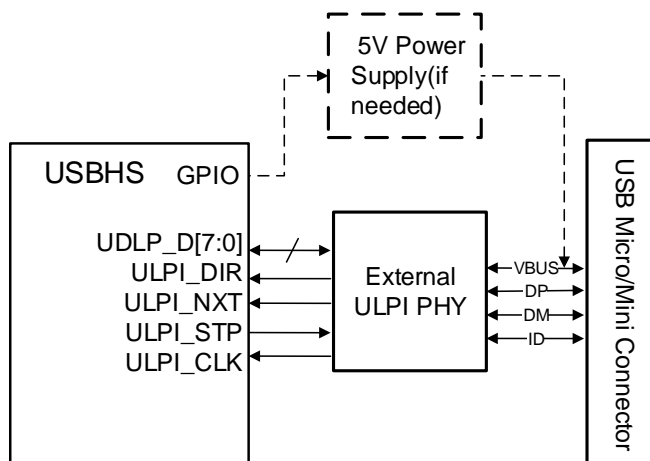 5V Power
Supply(if
needed)
USBHS
GPIO
UDLP_D[7:0]
ULPI_DIR
ULPI_NXT
ULPI_STP
ULPI_CLK
External
ULPI PHY
VBUS
DP
DM
ID
USB Micro/Mini Connector